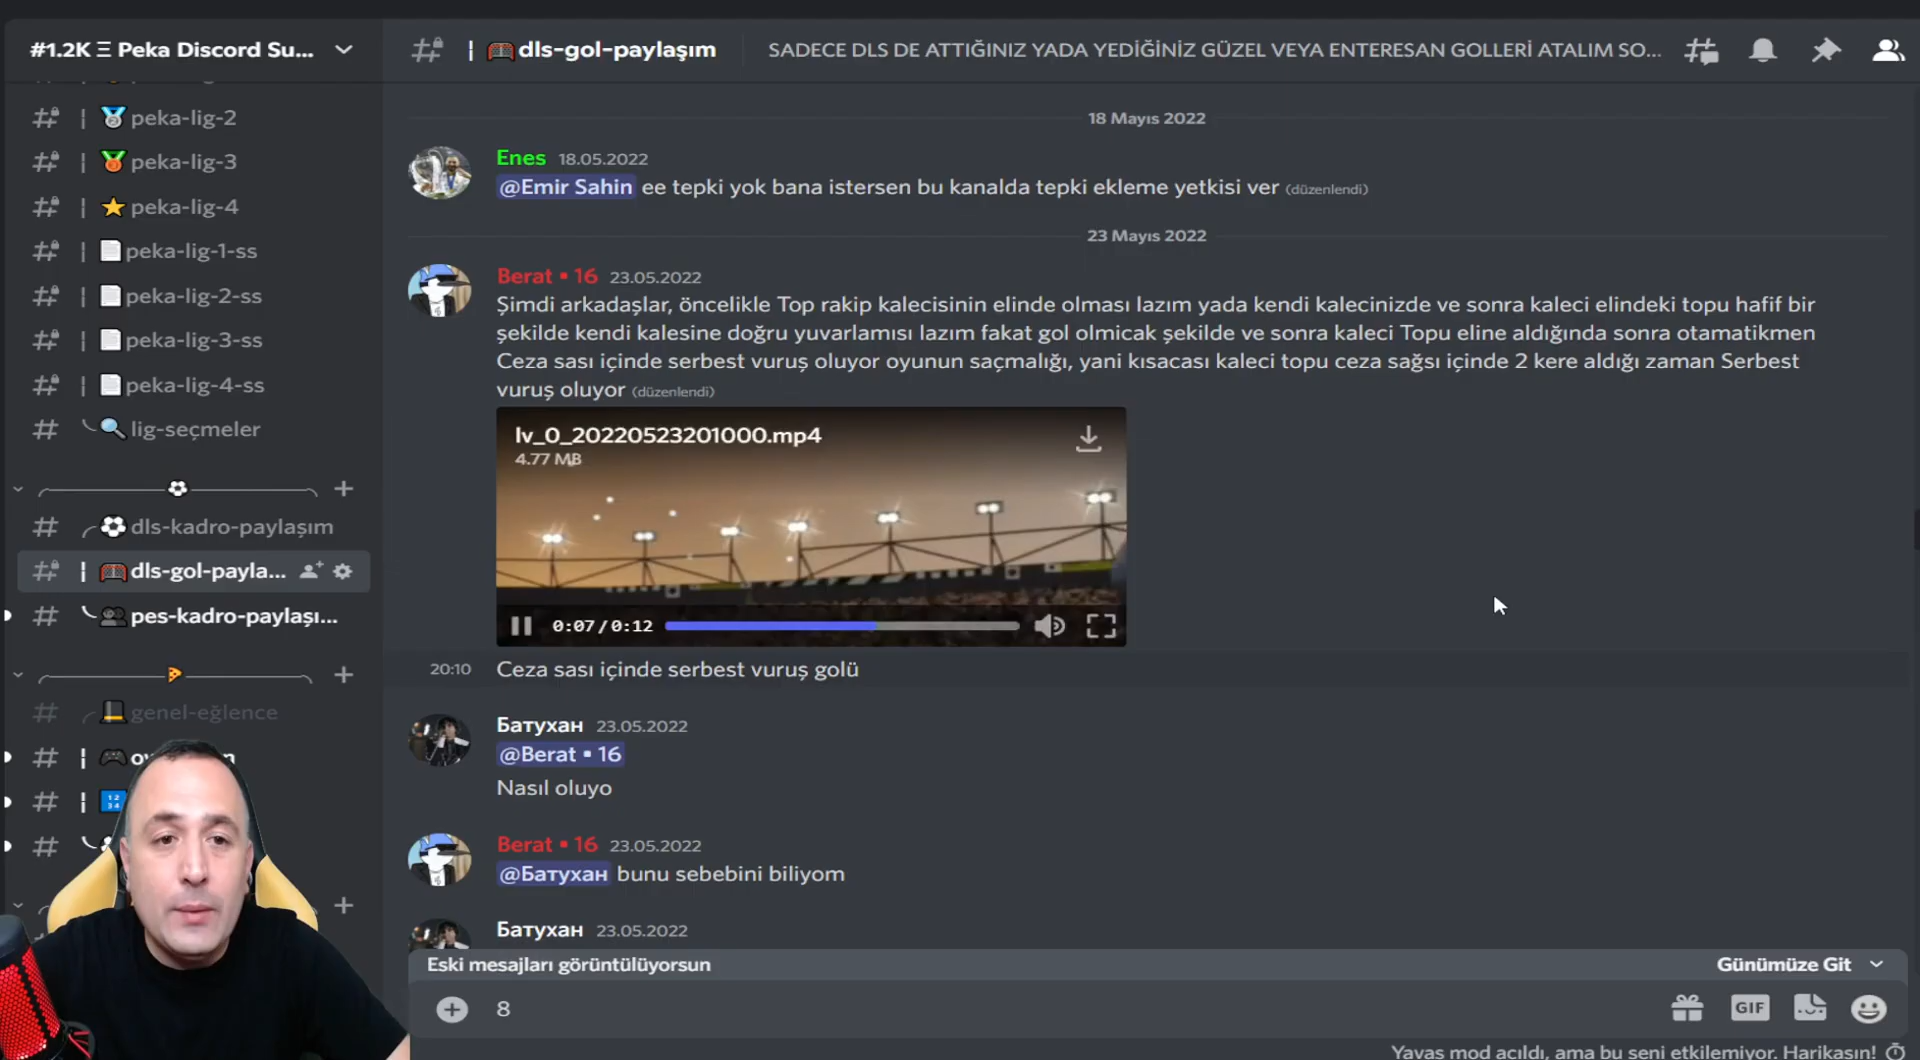 #1.2K Ξ Peka Discord Su...
peka-lig-2
peka-lig-3
peka-lig-4
peka-lig-1-ss
peka-lig-2-ss
peka-lig-3-ss
peka-lig-4-ss
lig-seçmeler
dls-kadro-paylaşım
dls-gol-payla...
pes-kadro-paylaşı...
genel-eğlence
dls-gol-paylaşım
SADECE DLS DE ATTIĞINIZ YADA YEDİĞİNİZ GÜZEL VEYA ENTERESAN GOLLERİ ATALIM SO...
18 Mayıs 2022
Enes 18.05.2022
@Emir Sahin ee tepki yok bana istersen bu kanalda tepki ekleme yetkisi ver (düzenlendi)
23 Mayıs 2022
Berat ▪ 16 23.05.2022
Şimdi arkadaşlar, öncelikle Top rakip kalecisinin elinde olması lazım yada kendi kalecinizde ve sonra kaleci elindeki topu hafif bir
şekilde kendi kalesine doğru yuvarlamısı lazım fakat gol olmicak şekilde ve sonra kaleci Topu eline aldığında sonra otamatikmen
Ceza sası içinde serbest vuruş oluyor oyunun saçmalığı, yani kısacası kaleci topu ceza sağsı içinde 2 kere aldığı zaman Serbest
vuruş oluyor (düzenlendi)
lv_0_20220523201000.mp4
4.77 MB
0:07/0:12
20:10 Ceza sası içinde serbest vuruş golü
Батухан 23.05.2022
@Berat ▪ 16
Nasıl oluyo
Berat ▪ 16 23.05.2022
@Батухан bunu sebebini biliyom
Батухан 23.05.2022
Eski mesajları görüntülüyorsun
Günümüze Git
8
GIF
Yavas mod açıldı, ama bu seni etkilemiyor. Harikasın!